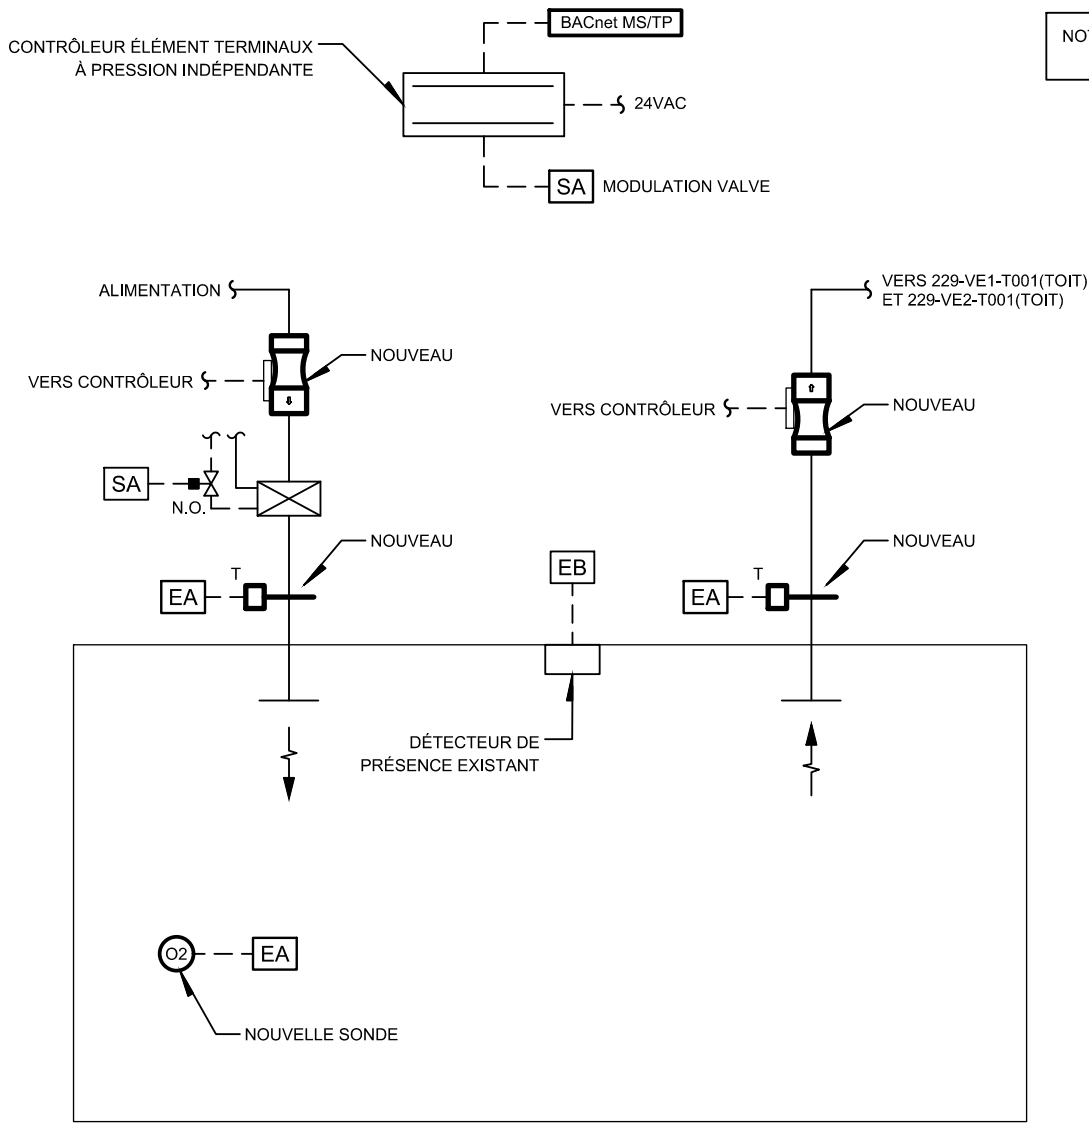 BACnet MS/TP
CONTRÔLEUR ÉLÉMENT TERMINAUX
À PRESSION INDÉPENDANTE
24VAC
SA
MODULATION VALVE
ALIMENTATION
VERS 229-VE1-T001(TOIT)
ET 229-VE2-T001(TOIT)
NOUVEAU
VERS CONTRÔLEUR
NOUVEAU
VERS CONTRÔLEUR
SA
N.O.
NOUVEAU
NOUVEAU
T
EA
EB
T
EA
DÉTECTEUR DE
PRÉSENCE EXISTANT
O2
EA
NOUVELLE SONDE